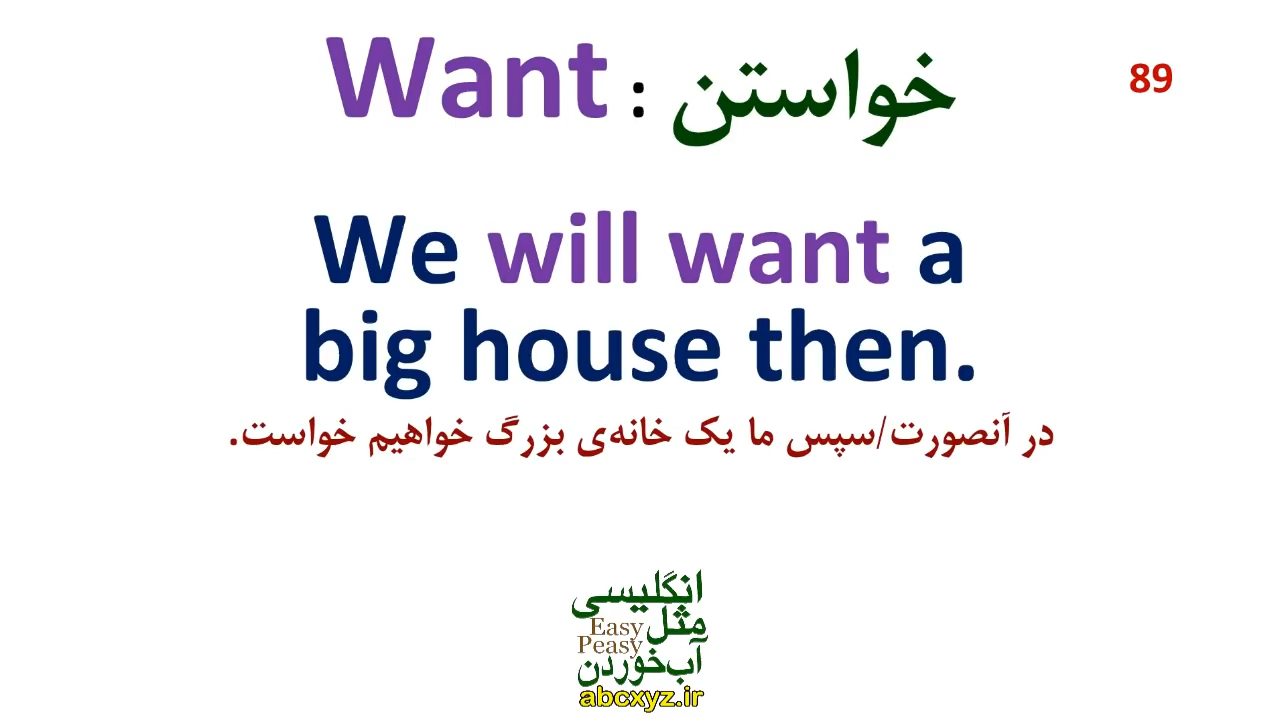 Want : خواستن
89
We will want a
big house then.
در آنصورت/سپس ما یک خانه‌ی بزرگ خواهیم خواست.
انگلیسی
مثل
Easy
Peasy
آب‌خوردن
abcxyz.ir